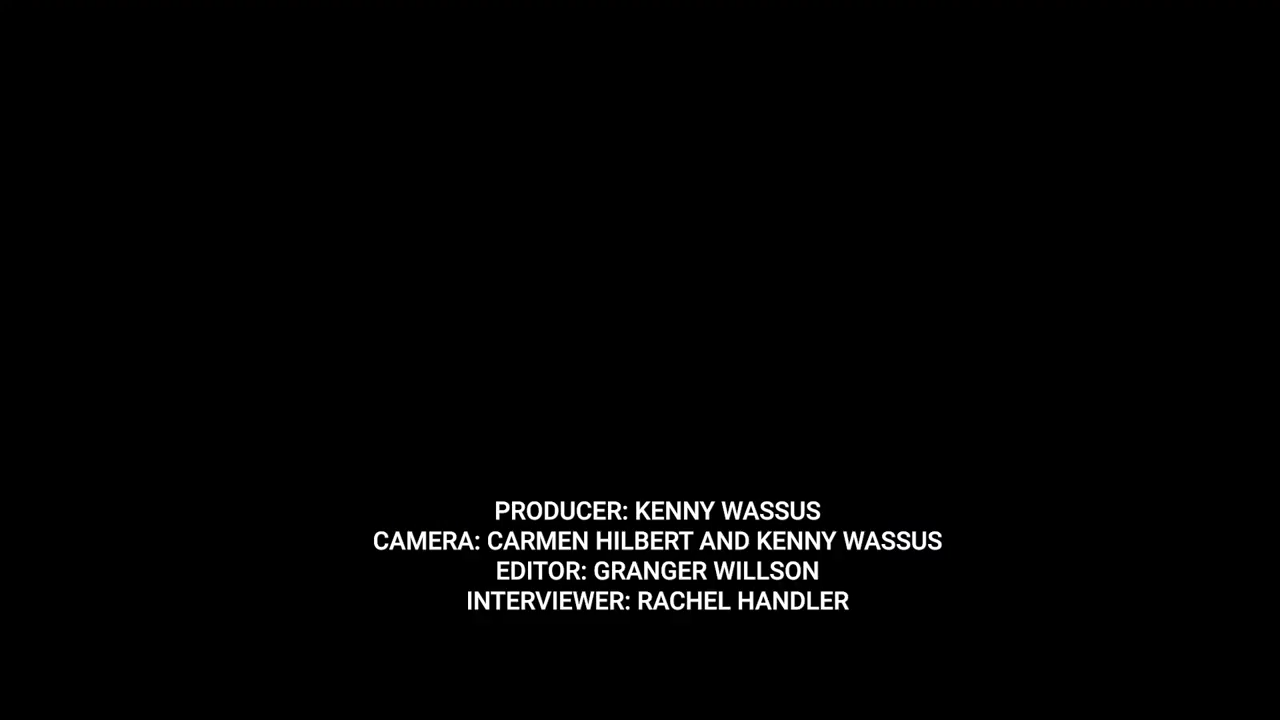 PRODUCER: KENNY WASSUS
CAMERA: CARMEN HILBERT AND KENNY WASSUS
EDITOR: GRANGER WILLSON
INTERVIEWER: RACHEL HANDLER